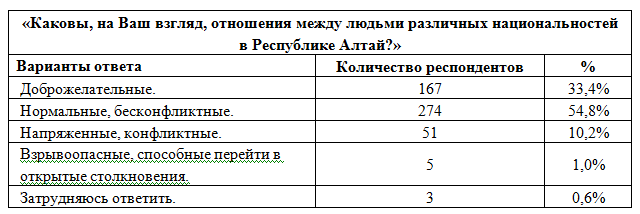 «Каковы, на Ваш взгляд, отношения между людьми различных национальностей
в Республике Алтай?»
Варианты ответа Количество респондентов %
Доброжелательные. 167 33,4%
Нормальные, бесконфликтные. 274 54,8%
Напряженные, конфликтные. 51 10,2%
Взрывоопасные, способные перейти в
открытые столкновения. 5 1,0%
Затрудняюсь ответить. 3 0,6%